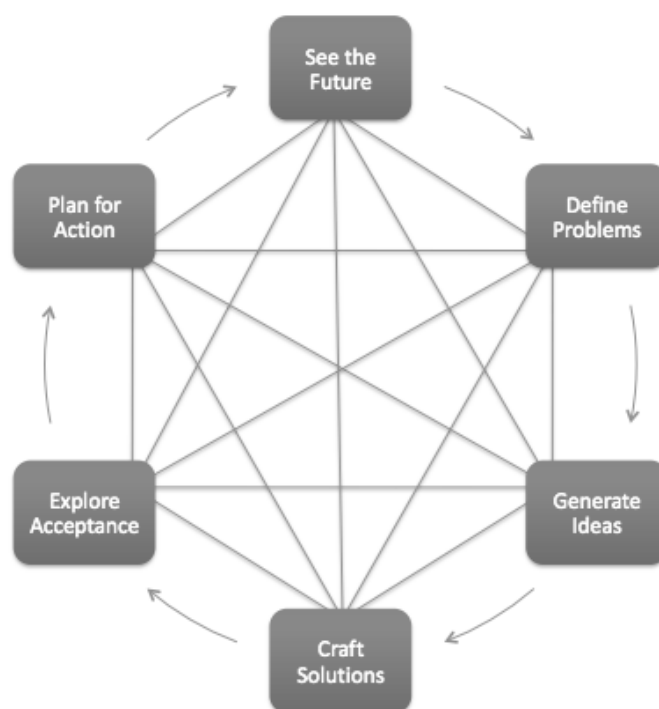 See the
Future
Define
Problems
Generate
Ideas
Craft
Solutions
Explore
Acceptance
Plan for
Action